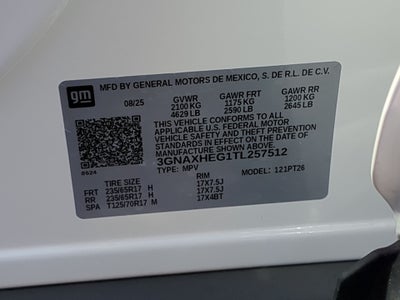 gm
MFD BY GENERAL MOTORS DE MEXICO, S. DE R.L. DE C.V.
08/25 GVWR GAWR FRT GAWR RR
2100 KG 1175 KG 1200 KG
4629 LB 2590 LB 2645 LB
THIS VEHICLE CONFORMS TO ALL
APPLICABLE U.S. FEDERAL MOTOR
VEHICLE SAFETY AND THEFT PREVENTION
STANDARDS IN EFFECT ON THE DATE OF
MANUFACTURE SHOWN ABOVE.
3GNAXHEG1TL257512
TYPE: MPV MODEL: 121PT26
8624
TIRE SIZE RIM
FRT 235/65R17 H 17X7.5J
RR 235/65R17 H 17X7.5J
SPA T125/70R17 M 17X4BT